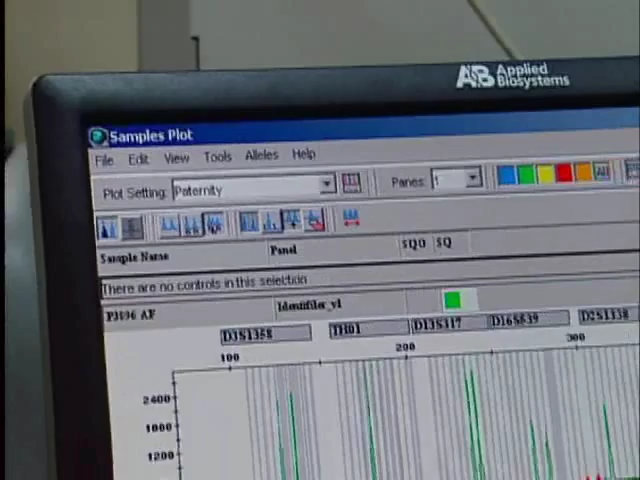 AB Applied Biosystems
Samples Plot
File Edit View Tools Alleles Help
Plot Setting: Paternity Panes: 1
Sample Name Panel SQO SQ
There are no controls in this selection
Identifiler_v1
D3S1358 TH01 D13S317 D16S539 D2S1338
100 200 300
2400
1200